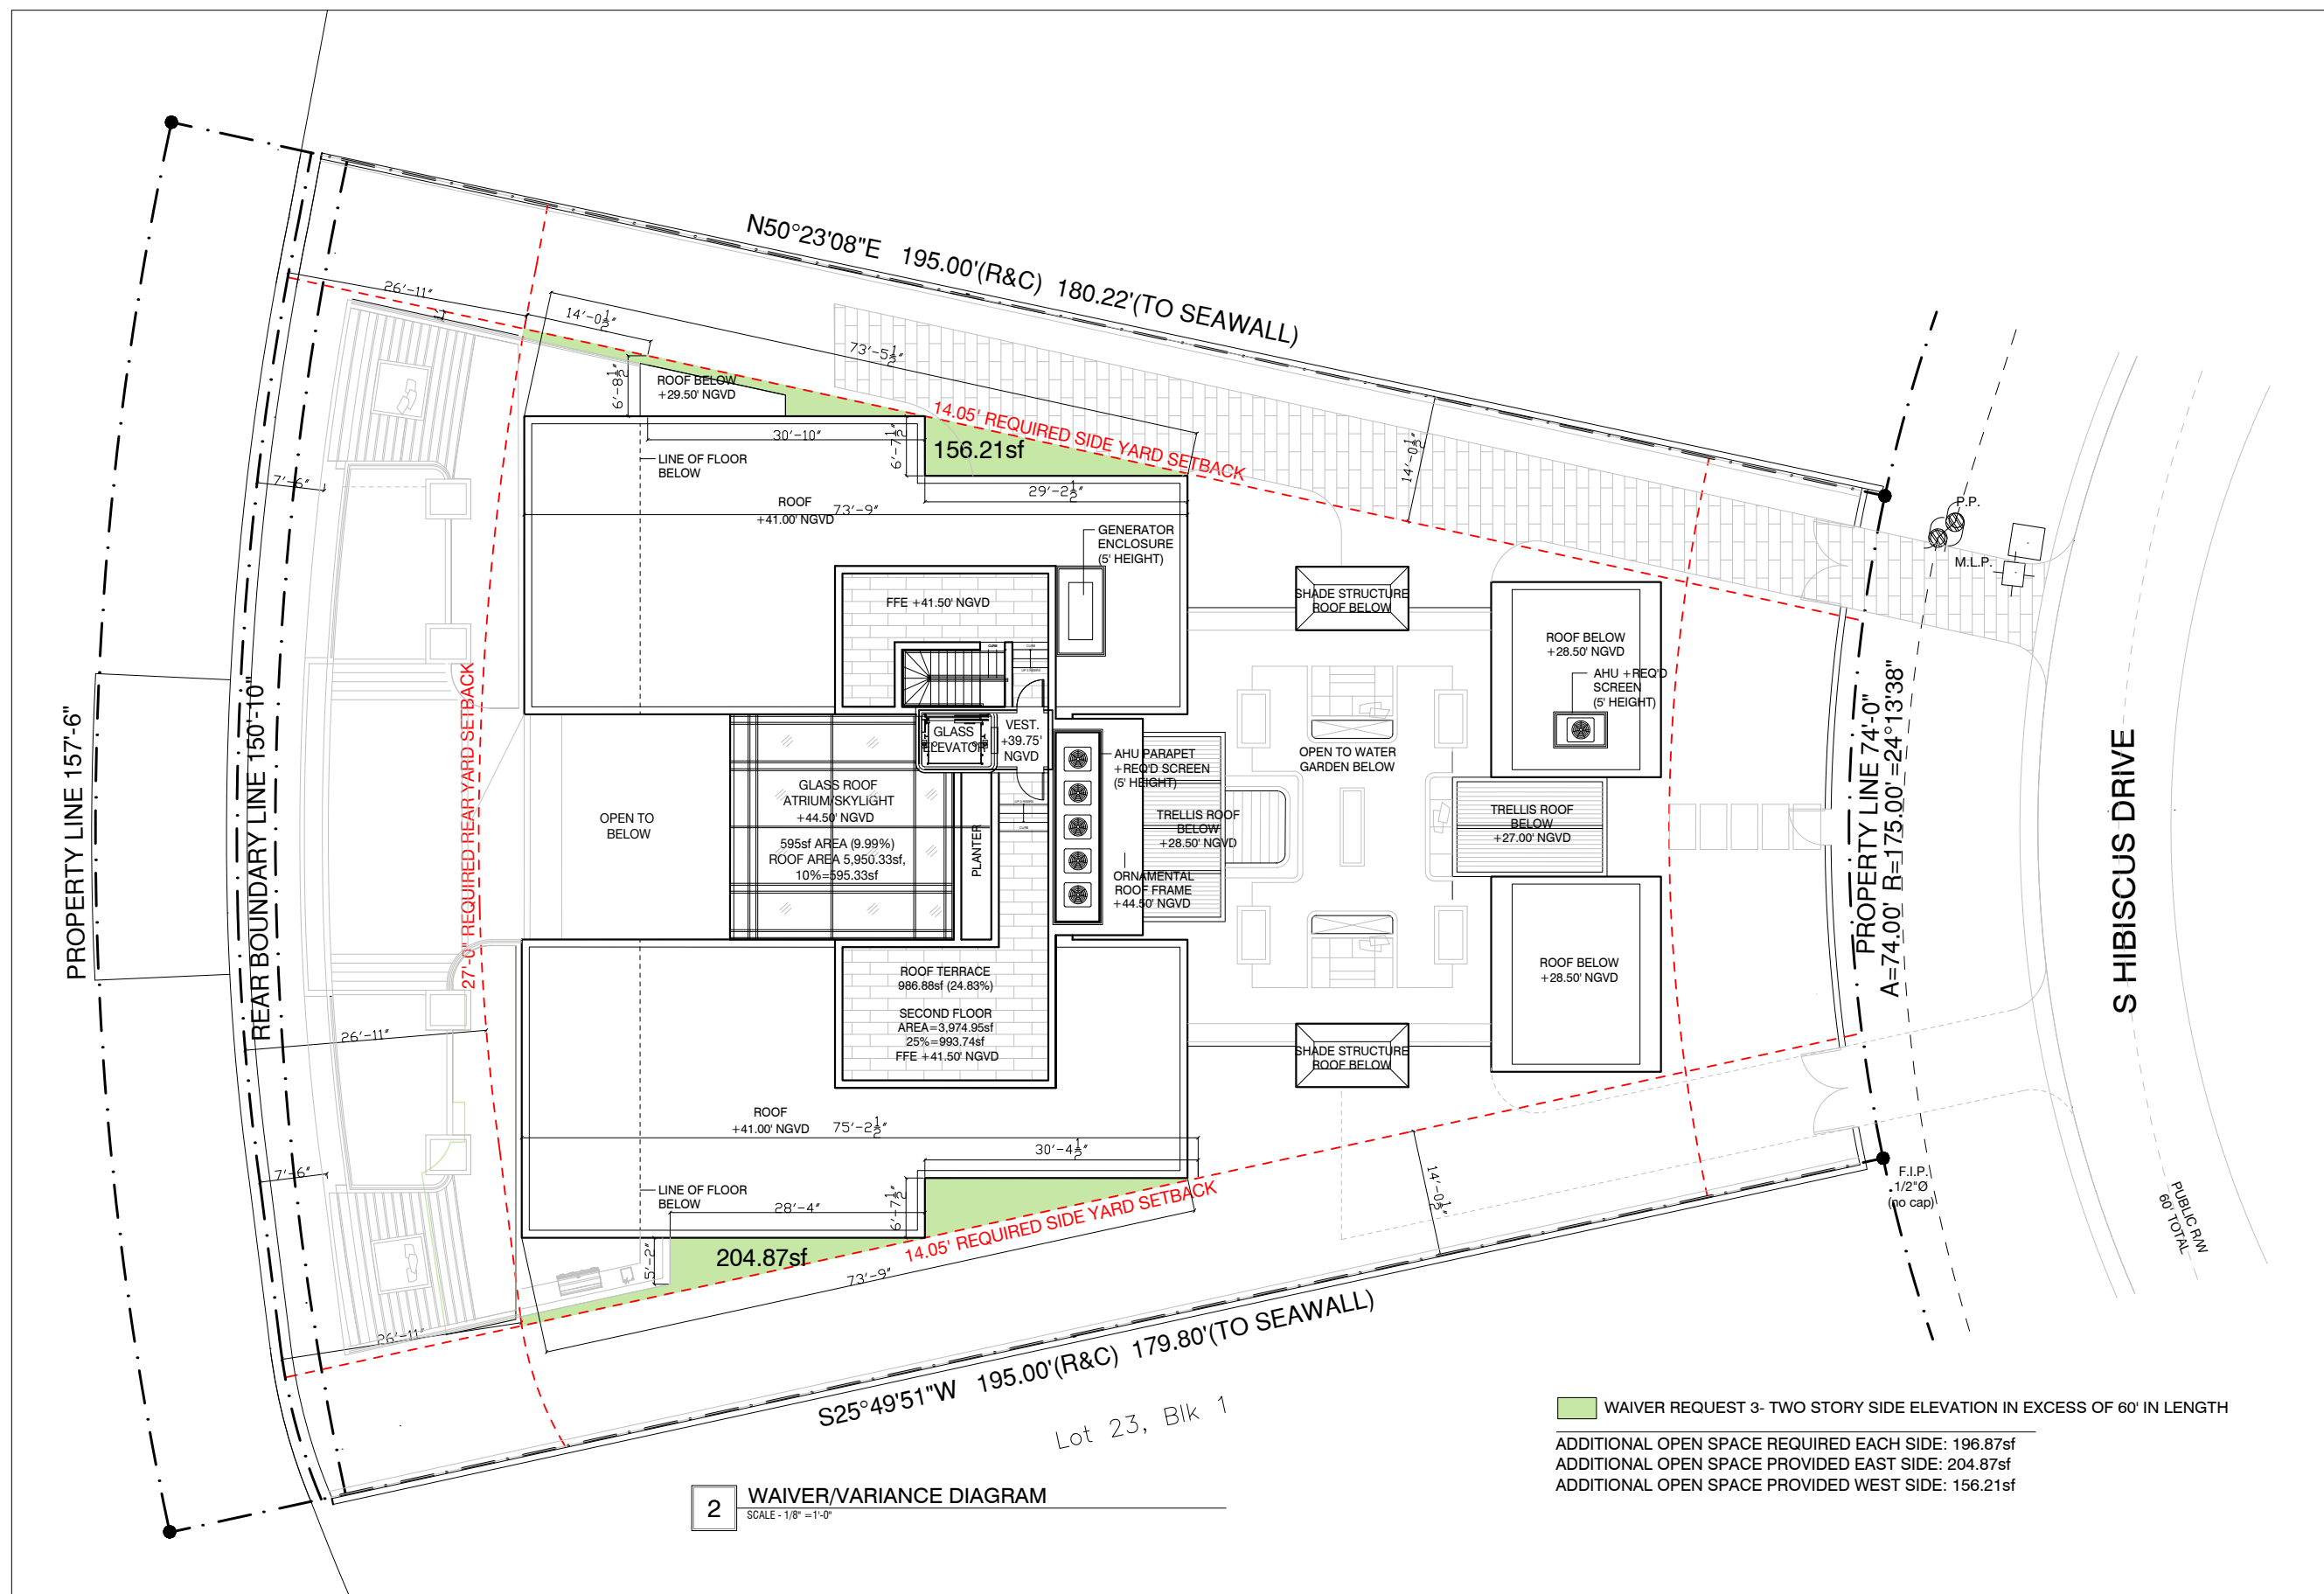 N50°23'08"E 195.00'(R&C) 180.22'(TO SEAWALL)
26'-11"
14'-0½"
73'-5½"
6'-8½"
ROOF BELOW
+29.50' NGVD
14.05' REQUIRED SIDE YARD SETBACK
30'-10"
6'-7½"
156.21sf
14'-0½"
LINE OF FLOOR
BELOW
7'-6"
29'-2½"
ROOF
+41.00' NGVD
73'-9"
P.P.
M.L.P.
GENERATOR
ENCLOSURE
(5' HEIGHT)
FFE +41.50' NGVD
SHADE STRUCTURE
ROOF BELOW
ROOF BELOW
+28.50' NGVD
AHU +REQ'D
SCREEN
(5' HEIGHT)
PROPERTY LINE 157'-6"
REAR BOUNDARY LINE 150'-10"
27'-0" REQUIRED REAR YARD SETBACK
GLASS
ELEVATOR
VEST.
+39.75'
NGVD
AHU PARAPET
+REQ'D SCREEN
(5' HEIGHT)
OPEN TO WATER
GARDEN BELOW
GLASS ROOF
ATRIUM/SKYLIGHT
+44.50' NGVD
595sf AREA (9.99%)
ROOF AREA 5,950.33sf,
10%=595.33sf
OPEN TO
BELOW
PLANTER
TRELLIS ROOF
BELOW
+28.50' NGVD
TRELLIS ROOF
BELOW
+27.00' NGVD
ORNAMENTAL
ROOF FRAME
+44.50' NGVD
PROPERTY LINE 74'-0"
A=74.00' R=175.00'=24°13'38"
S HIBISCUS DRIVE
ROOF TERRACE
986.88sf (24.83%)
SECOND FLOOR
AREA=3,974.95sf
25%=993.74sf
FFE +41.50' NGVD
ROOF BELOW
+28.50' NGVD
26'-11"
SHADE STRUCTURE
ROOF BELOW
ROOF
+41.00' NGVD
75'-2½"
30'-4½"
7'-6"
LINE OF FLOOR
BELOW
28'-4"
6'-7½"
14'-0½"
F.I.P.
1/2"Ø
(no cap)
PUBLIC R/W
60' TOTAL
5'-2"
204.87sf
14.05' REQUIRED SIDE YARD SETBACK
73'-9"
26'-11"
S25°49'51"W 195.00'(R&C) 179.80'(TO SEAWALL)
Lot 23, Blk 1
WAIVER REQUEST 3- TWO STORY SIDE ELEVATION IN EXCESS OF 60' IN LENGTH
ADDITIONAL OPEN SPACE REQUIRED EACH SIDE: 196.87sf
ADDITIONAL OPEN SPACE PROVIDED EAST SIDE: 204.87sf
ADDITIONAL OPEN SPACE PROVIDED WEST SIDE: 156.21sf
2 WAIVER/VARIANCE DIAGRAM
SCALE - 1/8" =1'-0"